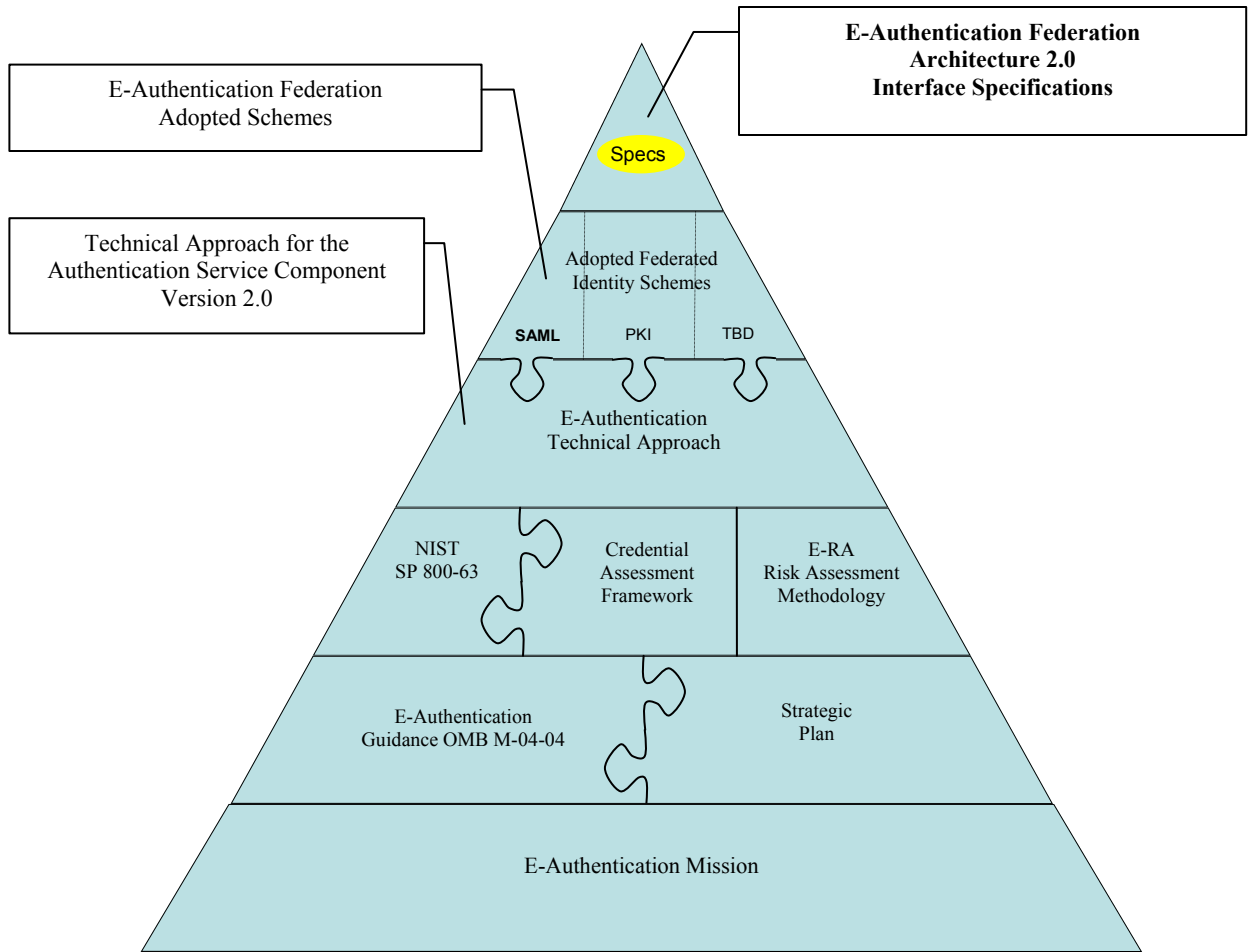 E-Authentication Federation
Architecture 2.0
Interface Specifications
E-Authentication Federation
Adopted Schemes
Specs
Technical Approach for the
Authentication Service Component
Version 2.0
Adopted Federated
Identity Schemes
SAML
PKI
TBD
E-Authentication
Technical Approach
NIST
SP 800-63
Credential
Assessment
Framework
E-RA
Risk Assessment
Methodology
E-Authentication
Guidance OMB M-04-04
Strategic
Plan
E-Authentication Mission